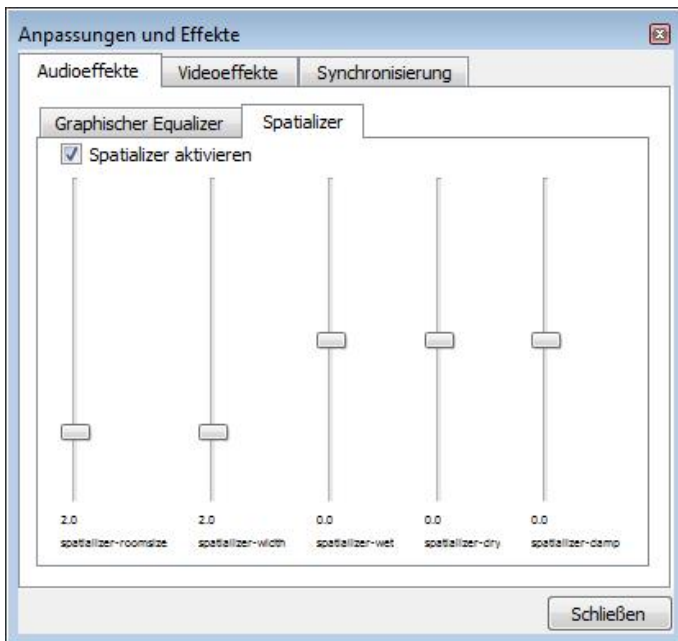 Anpassungen und Effekte
Audioeffekte Videoeffekte Synchronisierung
Graphischer Equalizer Spatializer
Spatializer aktivieren
2.0 2.0 0.0 0.0 0.0
spatializer-roomsize spatializer-width spatializer-wet spatializer-dry spatializer-damp
Schließen